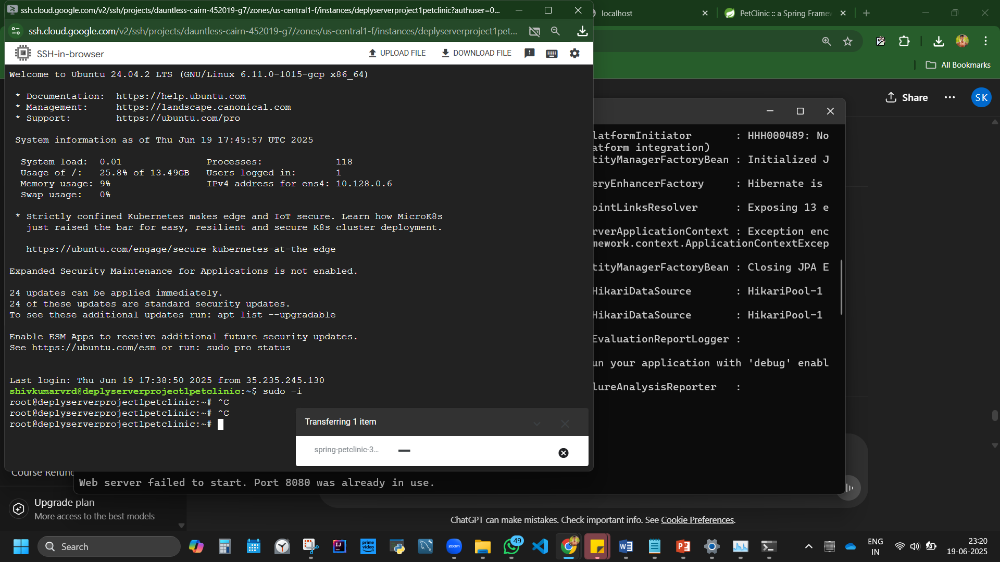 ssh.cloud.google.com/v2/ssh/projects/dauntless-cairn-452019-g7/zones/us-central1-f/instances/deplyserverproject1petclinic?authuser=0...
localhost
PetClinic :: a Spring Framew
ssh.cloud.google.com/v2/ssh/projects/dauntless-cairn-452019-g7/zones/us-central1-f/instances/deplyserverproject1pet...
SSH-in-browser
UPLOAD FILE
DOWNLOAD FILE
All Bookmarks
Share
SK
Welcome to Ubuntu 24.04.2 LTS (GNU/Linux 6.11.0-1015-gcp x86_64)
* Documentation: https://help.ubuntu.com
* Management: https://landscape.canonical.com
* Support: https://ubuntu.com/pro
System information as of Thu Jun 19 17:45:57 UTC 2025
System load: 0.01 Processes: 118
Usage of /: 25.8% of 13.49GB Users logged in: 1
Memory usage: 9% IPv4 address for ens4: 10.128.0.6
Swap usage: 0%
* Strictly confined Kubernetes makes edge and IoT secure. Learn how MicroK8s
just raised the bar for easy, resilient and secure K8s cluster deployment.
https://ubuntu.com/engage/secure-kubernetes-at-the-edge
Expanded Security Maintenance for Applications is not enabled.
24 updates can be applied immediately.
24 of these updates are standard security updates.
To see these additional updates run: apt list --upgradable
Enable ESM Apps to receive additional future security updates.
See https://ubuntu.com/esm or run: sudo pro status
Last login: Thu Jun 19 17:38:50 2025 from 35.235.245.130
shivkumarvrd@deplyserverproject1petclinic:~$ sudo -i
root@deplyserverproject1petclinic:~# ^C
root@deplyserverproject1petclinic:~# ^C
root@deplyserverproject1petclinic:~#
Transferring 1 item
spring-petclinic-3...
latformInitiator : HHH000489: No
atform integration)
tityManagerFactoryBean : Initialized J
eryEnhancerFactory : Hibernate is
ointLinksResolver : Exposing 13 e
rverApplicationContext : Exception enc
mework.context.ApplicationContextExcep
tityManagerFactoryBean : Closing JPA E
HikariDataSource : HikariPool-1
HikariDataSource : HikariPool-1
EvaluationReportLogger :
un your application with 'debug' enabl
lureAnalysisReporter :
Web server failed to start. Port 8080 was already in use.
Course Refund
Upgrade plan
More access to the best models
ChatGPT can make mistakes. Check important info. See Cookie Preferences.
Search
prime video
zoom
49
ENG
IN
23:20
19-06-2025